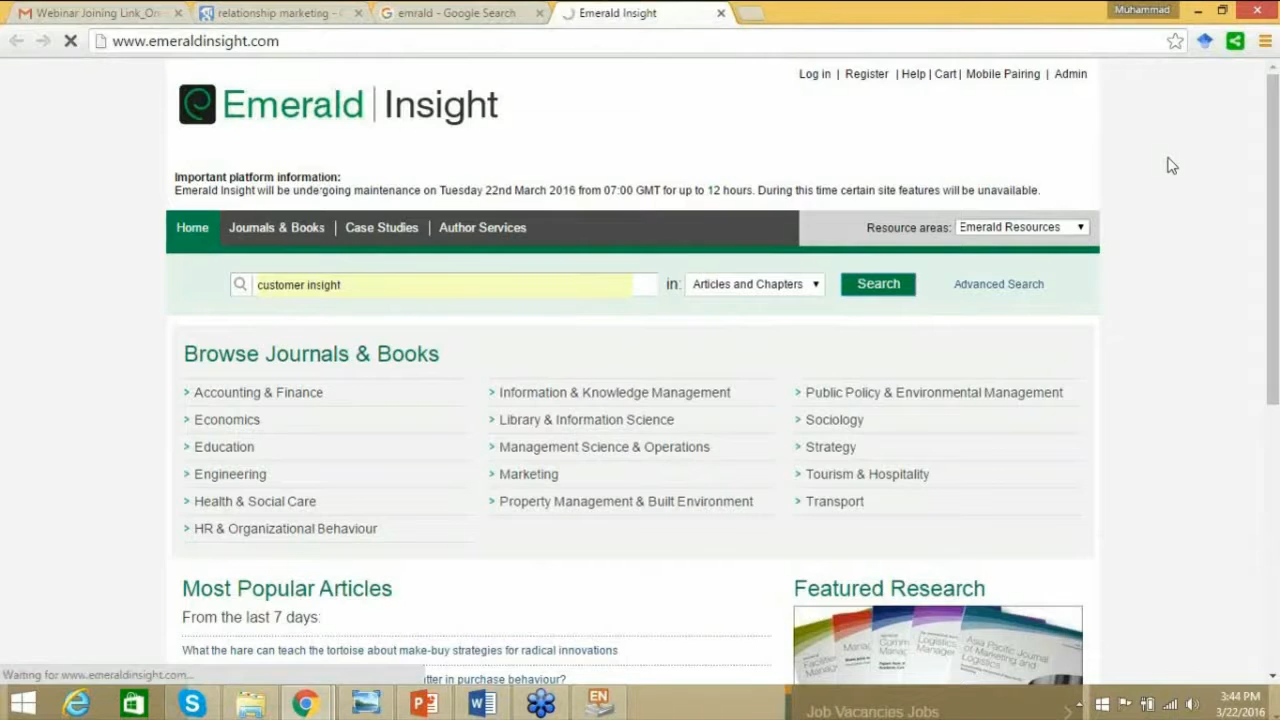 Webinar Joining Link_On
relationship marketing -
emrald - Google Search
Emerald Insight
Muhammad
www.emeraldinsight.com
Log in | Register | Help | Cart | Mobile Pairing | Admin
Emerald | Insight
Important platform information:
Emerald Insight will be undergoing maintenance on Tuesday 22nd March 2016 from 07:00 GMT for up to 12 hours. During this time certain site features will be unavailable.
Home
Journals & Books | Case Studies | Author Services
Resource areas: Emerald Resources
customer insight
in: Articles and Chapters
Search
Advanced Search
Browse Journals & Books
> Accounting & Finance
> Economics
> Education
> Engineering
> Health & Social Care
> HR & Organizational Behaviour
> Information & Knowledge Management
> Library & Information Science
> Management Science & Operations
> Marketing
> Property Management & Built Environment
> Public Policy & Environmental Management
> Sociology
> Strategy
> Tourism & Hospitality
> Transport
Most Popular Articles
From the last 7 days:
What the hare can teach the tortoise about make-buy strategies for radical innovations
tter in purchase behaviour?
Featured Research
Asia Pacific Journal of Marketing and Logistics
Job Vacancies Jobs
Waiting for www.emeraldinsight.com...
EN
3:44 PM
3/22/2016